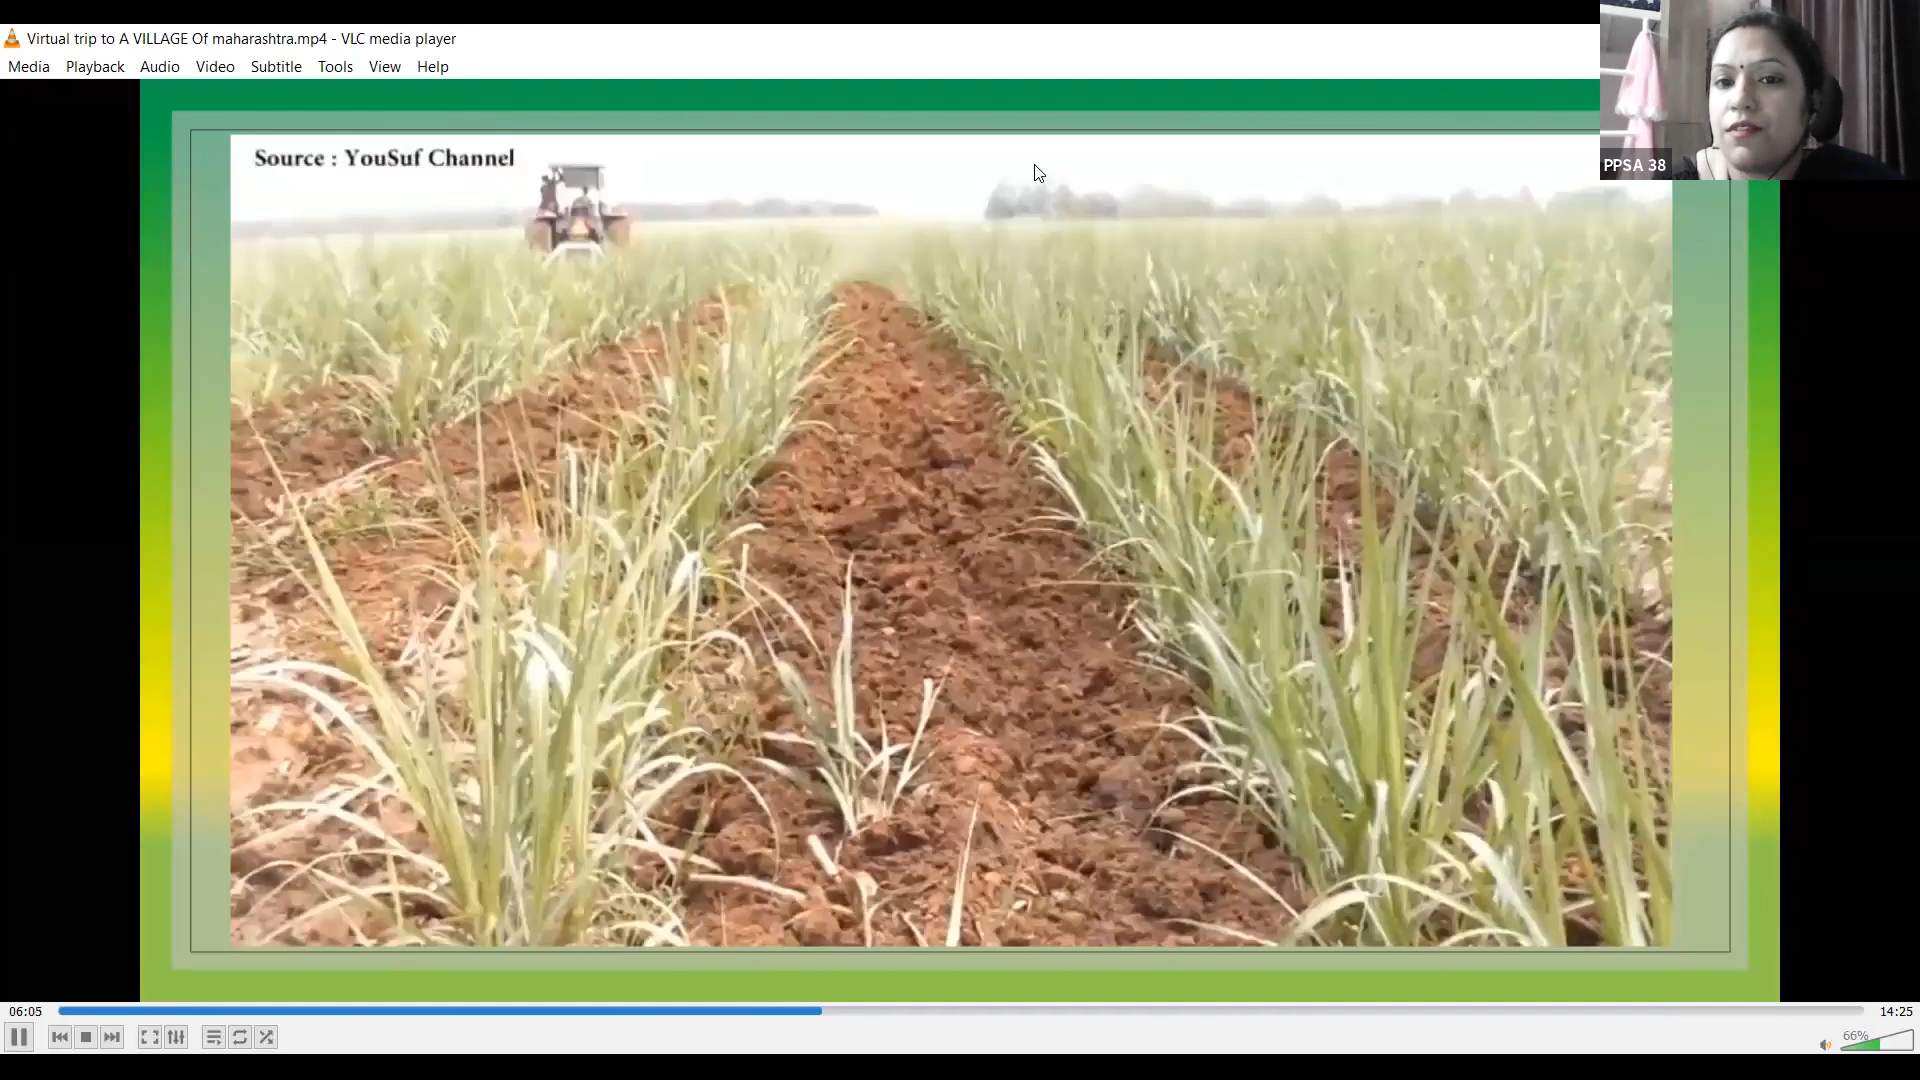 Virtual trip to A VILLAGE Of maharashtra.mp4 - VLC media player
Media Playback Audio Video Subtitle Tools View Help
Source : YouSuf Channel
PPSA 38
06:05
14:25
66%